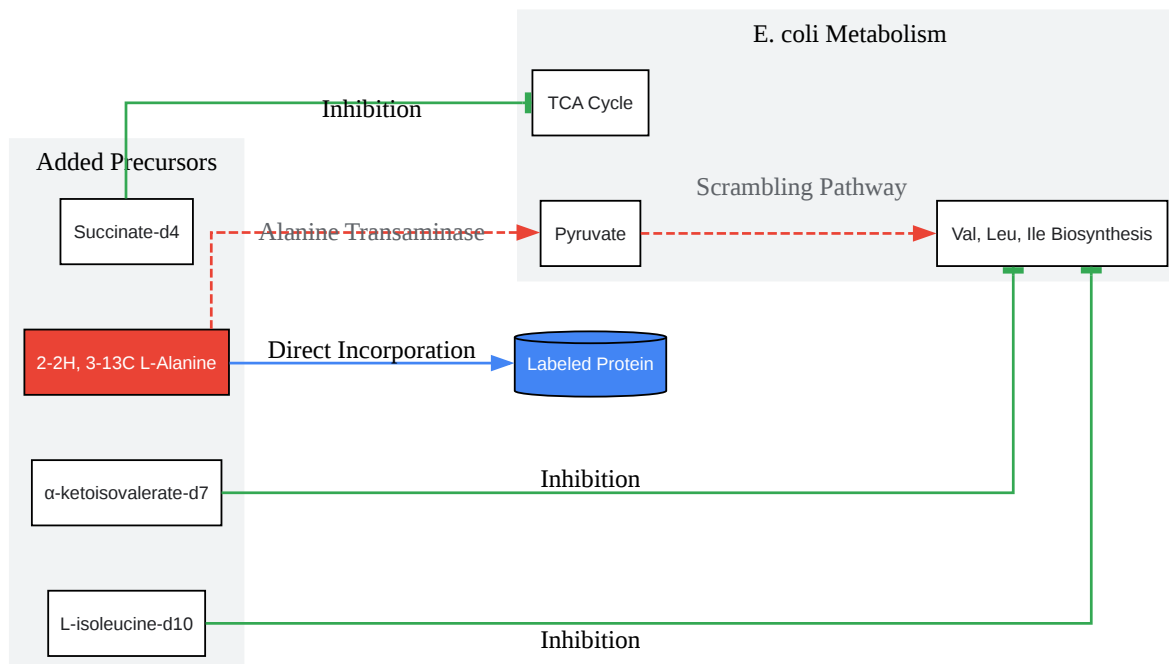 E. coli Metabolism
TCA Cycle
Inhibition
Added Precursors
Scrambling Pathway
Succinate-d4
Alanine Transaminase
Pyruvate
Val, Leu, Ile Biosynthesis
2-2H, 3-13C L-Alanine
Direct Incorporation
Labeled Protein
α-ketoisovalerate-d7
Inhibition
L-isoleucine-d10
Inhibition